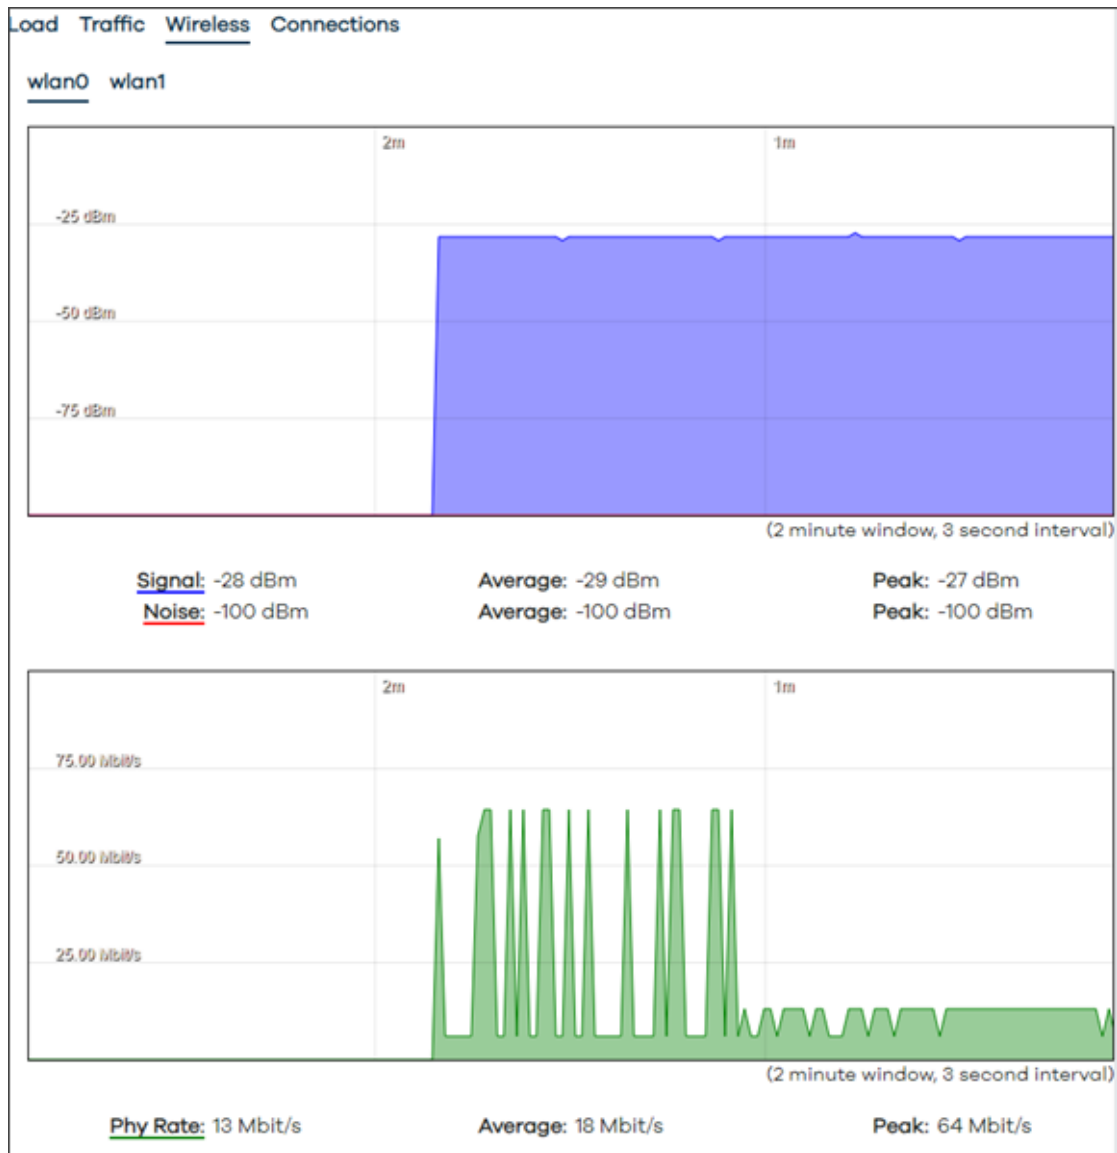 Load Traffic Wireless Connections
wlan0 wlan1
2m 1m
-25 dBm
-50 dBm
-75 dBm
(2 minute window, 3 second interval)
Signal: -28 dBm Average: -29 dBm Peak: -27 dBm
Noise: -100 dBm Average: -100 dBm Peak: -100 dBm
2m 1m
75.00 Mbit/s
50.00 Mbit/s
25.00 Mbit/s
(2 minute window, 3 second interval)
Phy Rate: 13 Mbit/s Average: 18 Mbit/s Peak: 64 Mbit/s